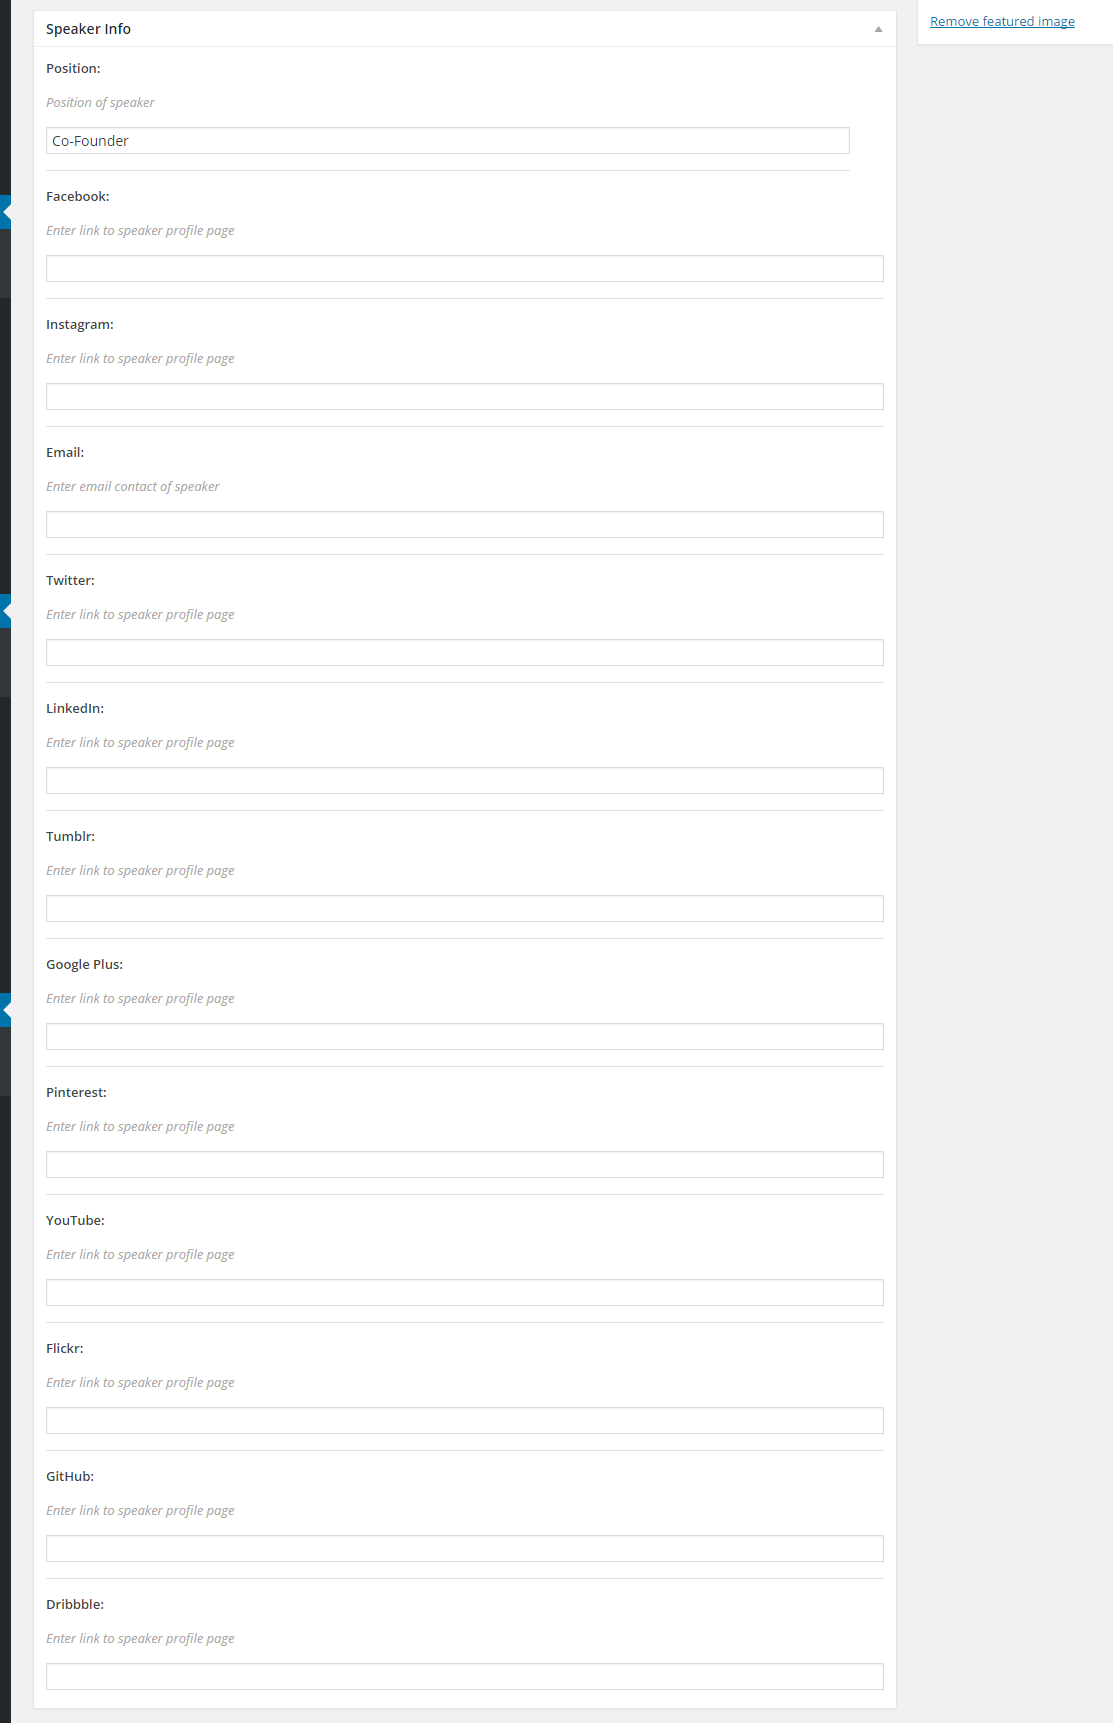 Speaker Info
Remove featured image
Position:
Position of speaker
Co-Founder
Facebook:
Enter link to speaker profile page
Instagram:
Enter link to speaker profile page
Email:
Enter email contact of speaker
Twitter:
Enter link to speaker profile page
LinkedIn:
Enter link to speaker profile page
Tumblr:
Enter link to speaker profile page
Google Plus:
Enter link to speaker profile page
Pinterest:
Enter link to speaker profile page
YouTube:
Enter link to speaker profile page
Flickr:
Enter link to speaker profile page
GitHub:
Enter link to speaker profile page
Dribbble:
Enter link to speaker profile page